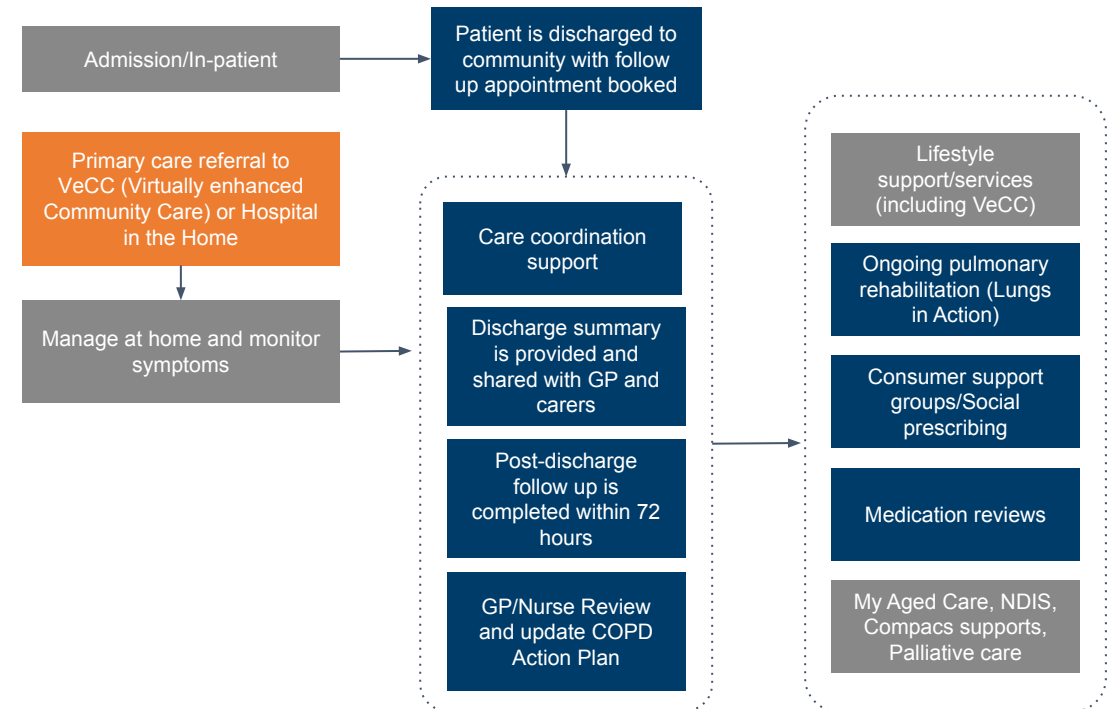 Admission/In-patient
Patient is discharged to
community with follow
up appointment booked
Primary care referral to
VeCC (Virtually enhanced
Community Care) or Hospital
in the Home
Manage at home and monitor
symptoms
Care coordination
support
Discharge summary
is provided and
shared with GP and
carers
Post-discharge
follow up is
completed within 72
hours
GP/Nurse Review
and update COPD
Action Plan
Lifestyle
support/services
(including VeCC)
Ongoing pulmonary
rehabilitation (Lungs
in Action)
Consumer support
groups/Social
prescribing
Medication reviews
My Aged Care, NDIS,
Compacs supports,
Palliative care